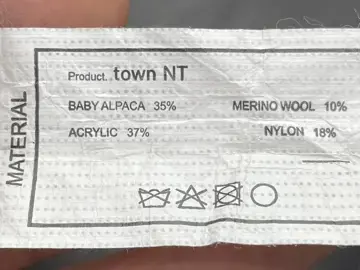 MATERIAL
Product. town NT
BABY ALPACA 35% MERINO WOOL 10%
ACRYLIC 37% NYLON 18%